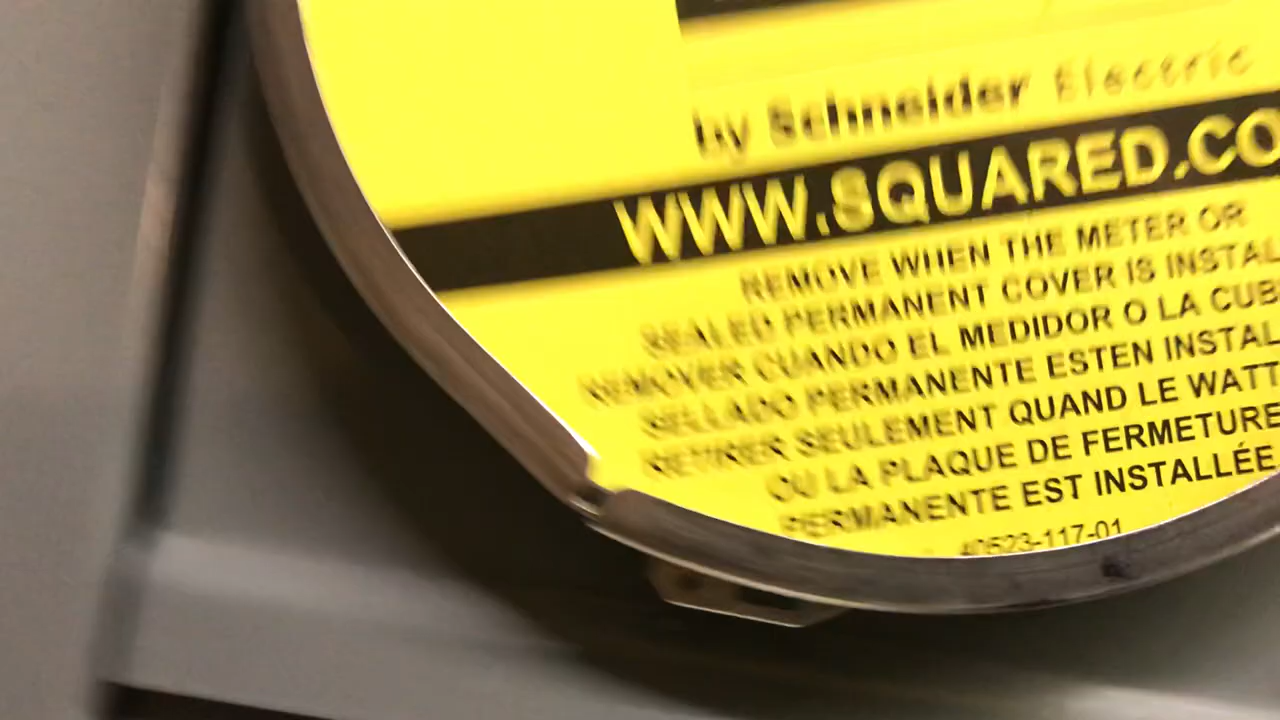 by Schneider Electric
WWW.SQUARED.CO
REMOVE WHEN THE METER OR
SEALED PERMANENT COVER IS INSTAL
REMOVER CUANDO EL MEDIDOR O LA CUB
SELLADO PERMANENTE ESTEN INSTAL
RETIRER SEULEMENT QUAND LE WATT
OU LA PLAQUE DE FERMETURE
PERMANENTE EST INSTALLÉE
40523-117-01